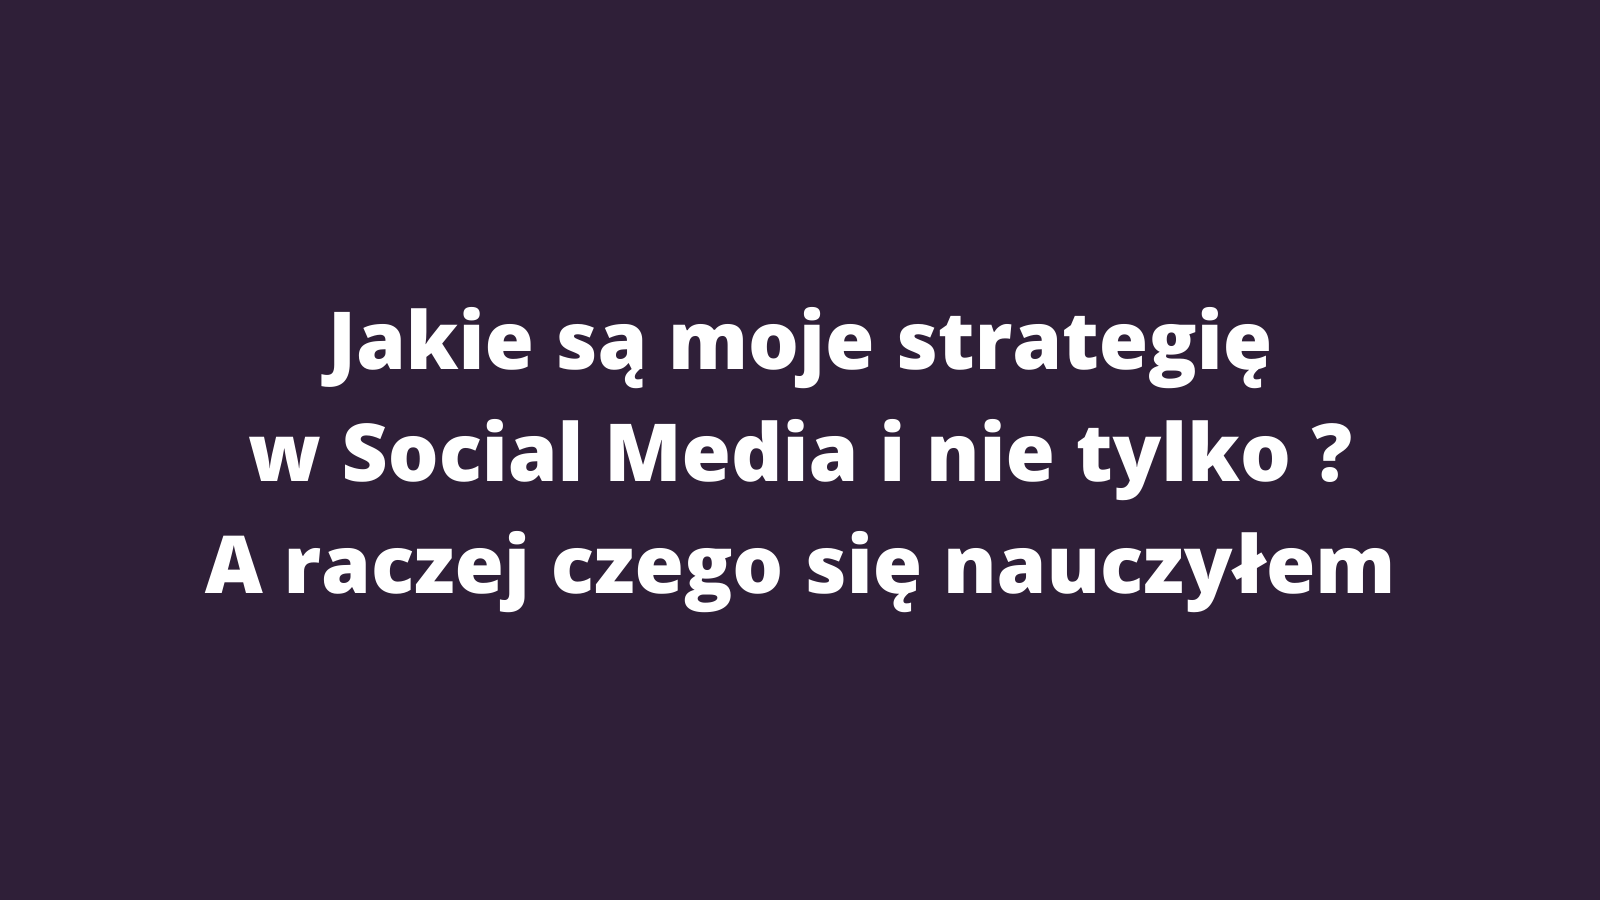 Jakie są moje strategię
w Social Media i nie tylko ?
A raczej czego się nauczyłem